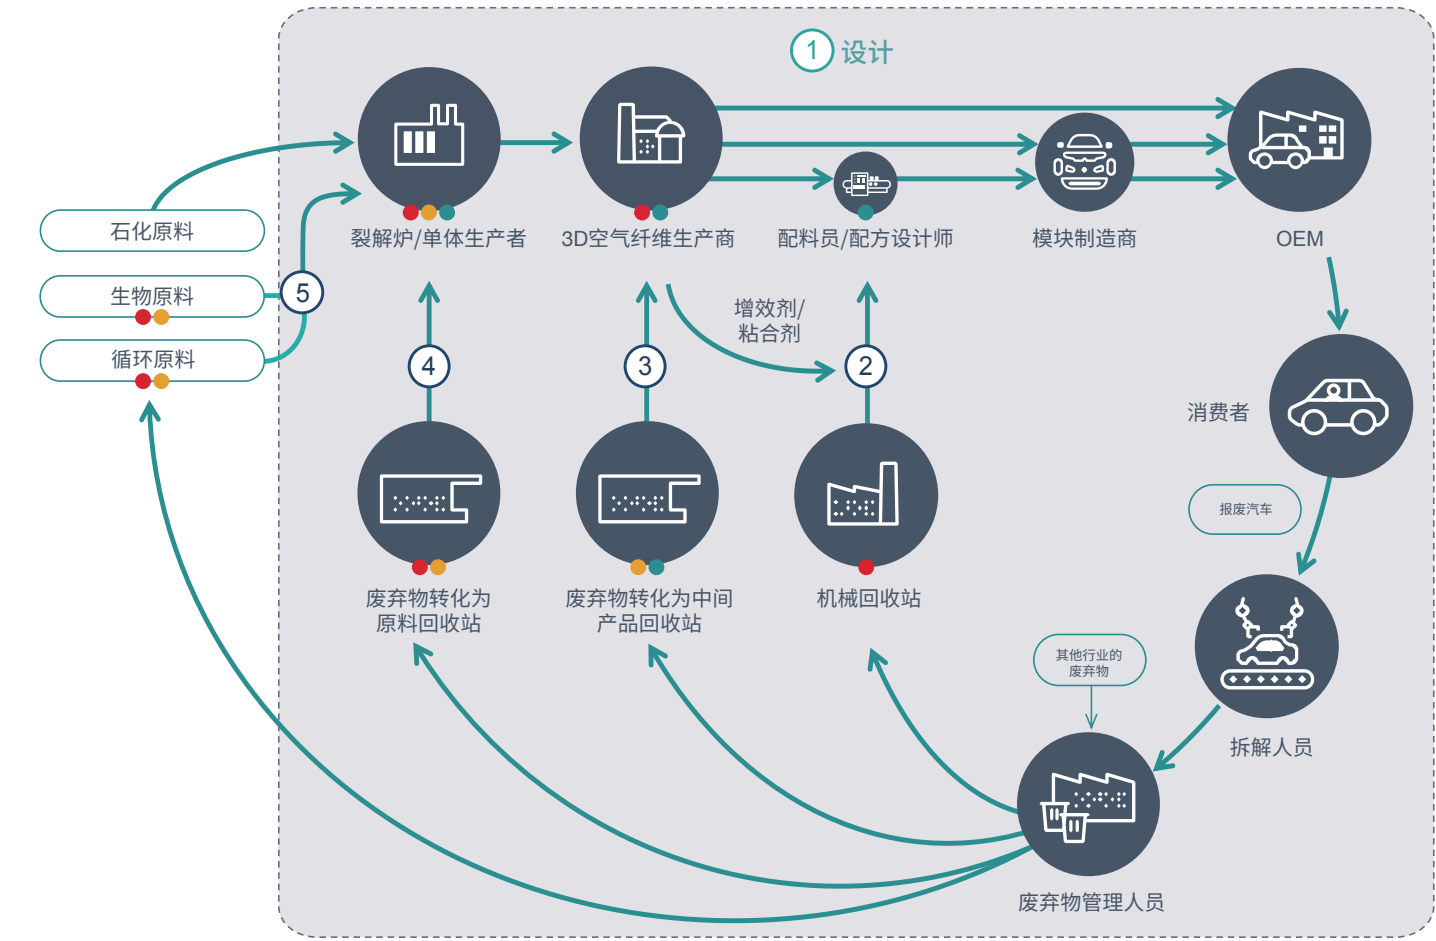 1 设计
石化原料
生物原料
循环原料
5
裂解炉/单体生产者
3D空气纤维生产商
配料员/配方设计师
模块制造商
OEM
增效剂/
粘合剂
4
3
2
消费者
报废汽车
废弃物转化为
原料回收站
废弃物转化为中间
产品回收站
机械回收站
其他行业的
废弃物
拆解人员
废弃物管理人员